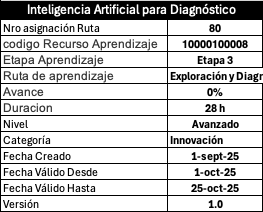 Inteligencia Artificial para Diagnóstico
Nro asignación Ruta 80
codigo Recurso Aprendizaje 10000100008
Etapa Aprendizaje Etapa 3
Ruta de aprendizaje Exploración y Diagr
Avance 0%
Duracion 28 h
Nivel Avanzado
Categoría Innovación
Fecha Creado 1-sept-25
Fecha Válido Desde 1-oct-25
Fecha Válido Hasta 25-oct-25
Versión 1.0